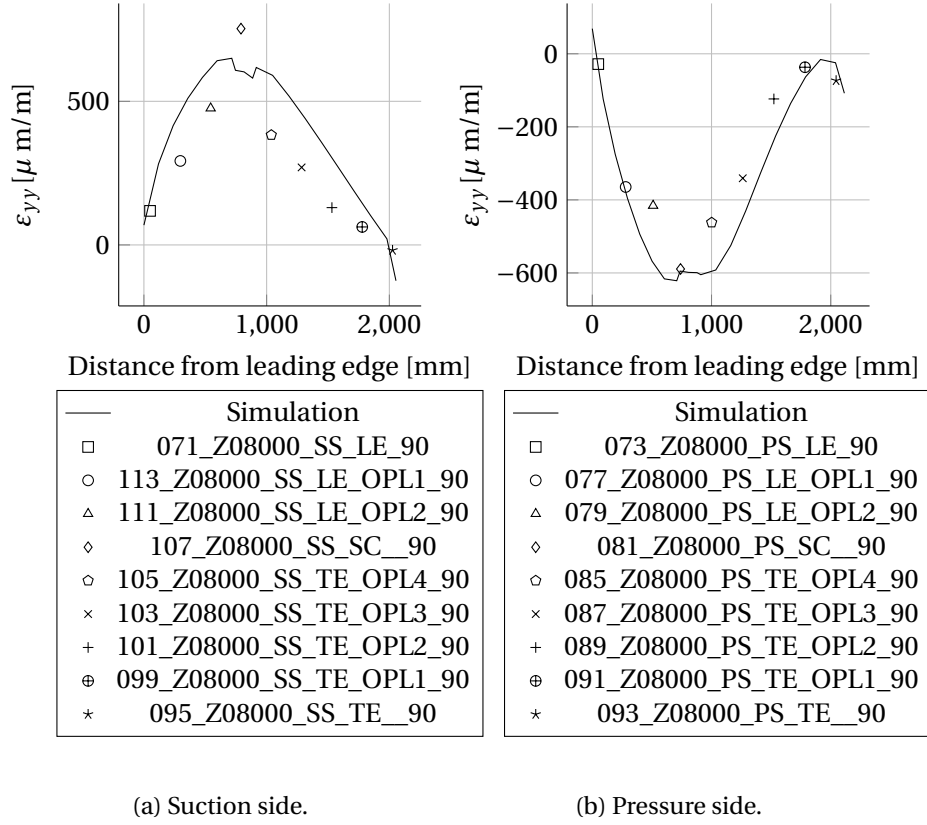 500
0
0
1,000
2,000
εyy [μ m/m]
Distance from leading edge [mm]
Simulation
071_Z08000_SS_LE_90
113_Z08000_SS_LE_OPL1_90
111_Z08000_SS_LE_OPL2_90
107_Z08000_SS_SC__90
105_Z08000_SS_TE_OPL4_90
103_Z08000_SS_TE_OPL3_90
101_Z08000_SS_TE_OPL2_90
099_Z08000_SS_TE_OPL1_90
095_Z08000_SS_TE__90
(a) Suction side.
0
−200
−400
−600
0
1,000
2,000
εyy [μ m/m]
Distance from leading edge [mm]
Simulation
073_Z08000_PS_LE_90
077_Z08000_PS_LE_OPL1_90
079_Z08000_PS_LE_OPL2_90
081_Z08000_PS_SC__90
085_Z08000_PS_TE_OPL4_90
087_Z08000_PS_TE_OPL3_90
089_Z08000_PS_TE_OPL2_90
091_Z08000_PS_TE_OPL1_90
093_Z08000_PS_TE__90
(b) Pressure side.